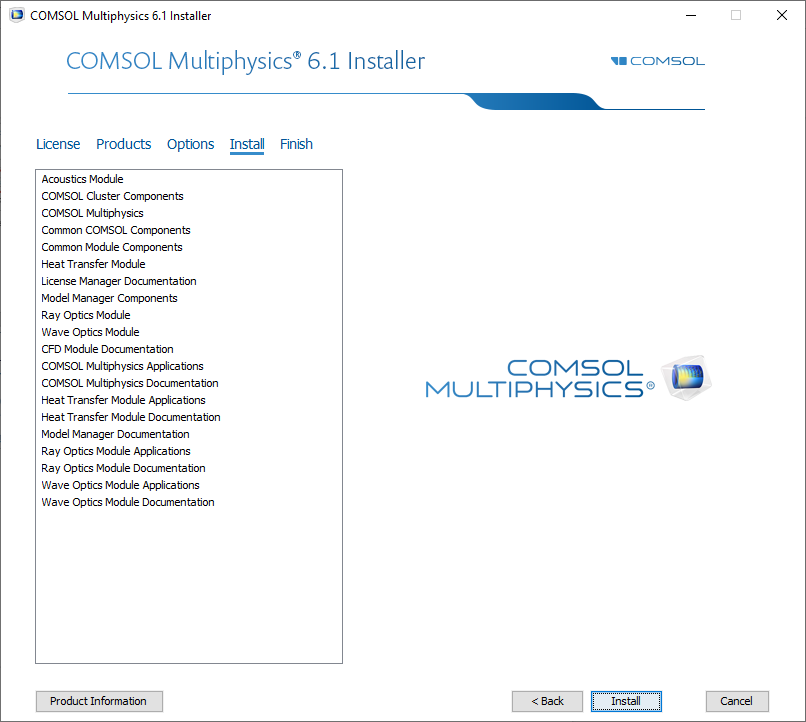 COMSOL Multiphysics 6.1 Installer
COMSOL Multiphysics® 6.1 Installer
COMSOL
License Products Options Install Finish
Acoustics Module
COMSOL Cluster Components
COMSOL Multiphysics
Common COMSOL Components
Common Module Components
Heat Transfer Module
License Manager Documentation
Model Manager Components
Ray Optics Module
Wave Optics Module
CFD Module Documentation
COMSOL Multiphysics Applications
COMSOL Multiphysics Documentation
Heat Transfer Module Applications
Heat Transfer Module Documentation
Model Manager Documentation
Ray Optics Module Applications
Ray Optics Module Documentation
Wave Optics Module Applications
Wave Optics Module Documentation
COMSOL
MULTIPHYSICS®
Product Information < Back Install Cancel